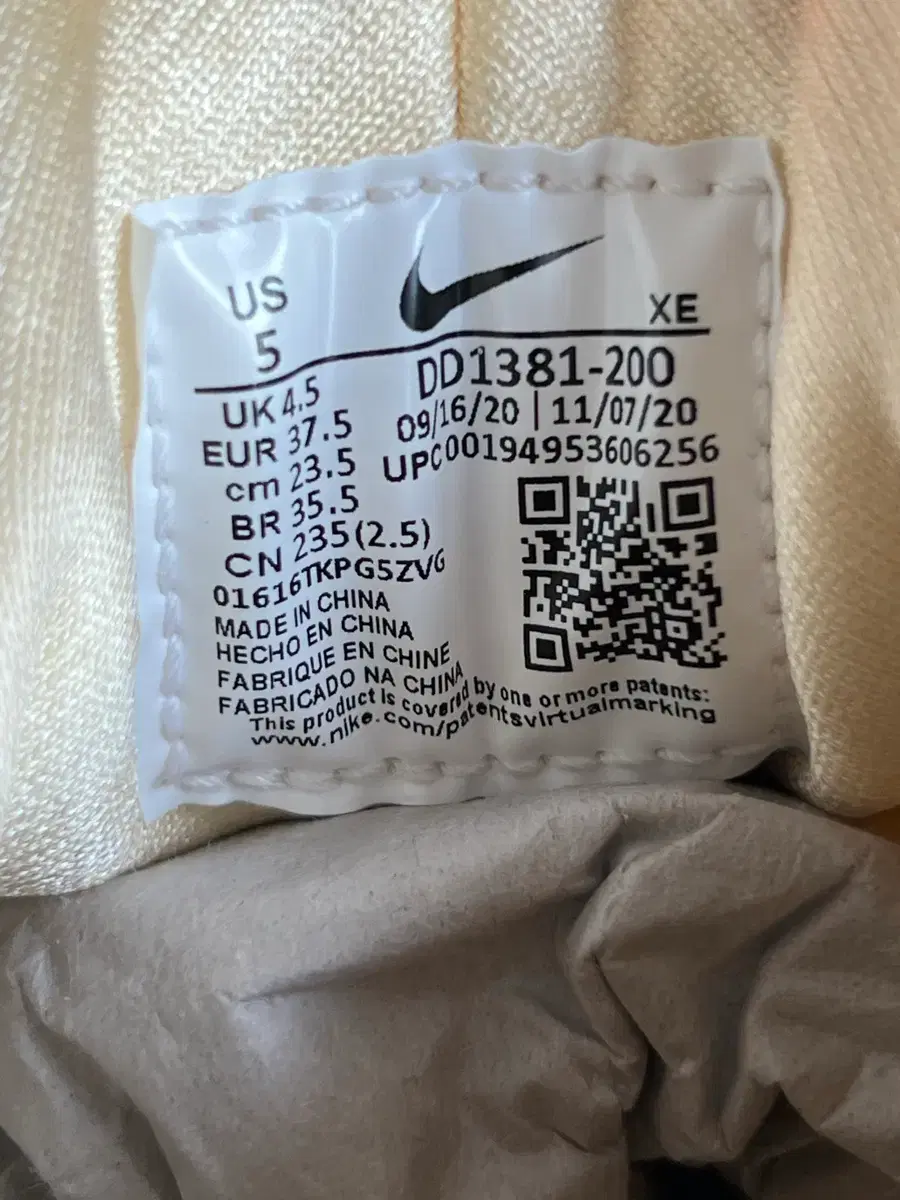 US
5
XE
UK 4.5
EUR 37.5
cm 23.5
BR 35.5
CN 235(2.5)
DD1381-200
09/16/20 | 11/07/20
UPC001949536​06256
01616TKPG5ZVG
MADE IN CHINA
HECHO EN CHINA
FABRIQUE EN CHINE
FABRICADO NA CHINA
This product is covered by one or more patents:
www.nike.com/patentsvirtualmarking